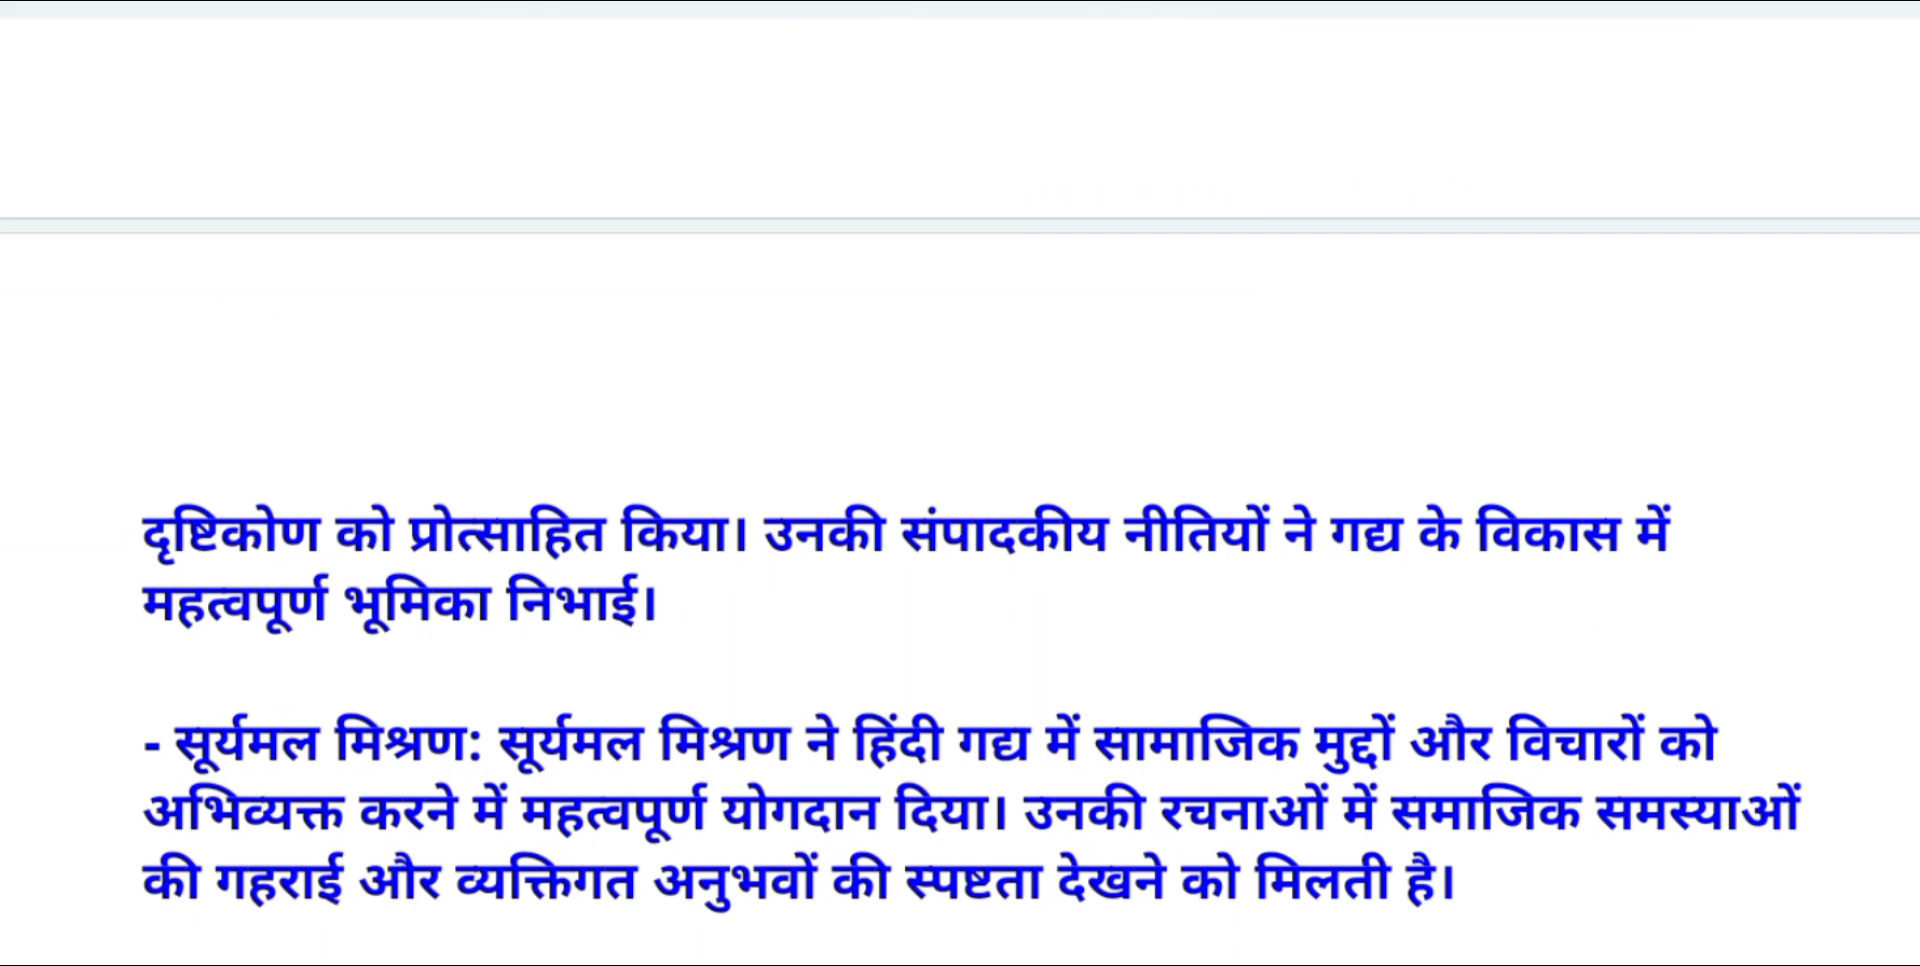 दृष्टिकोण को प्रोत्साहित किया। उनकी संपादकीय नीतियों ने गद्य के विकास में
महत्वपूर्ण भूमिका निभाई।
- सूर्यमल मिश्रण: सूर्यमल मिश्रण ने हिंदी गद्य में सामाजिक मुद्दों और विचारों को
अभिव्यक्त करने में महत्वपूर्ण योगदान दिया। उनकी रचनाओं में समाजिक समस्याओं
की गहराई और व्यक्तिगत अनुभवों की स्पष्टता देखने को मिलती है।